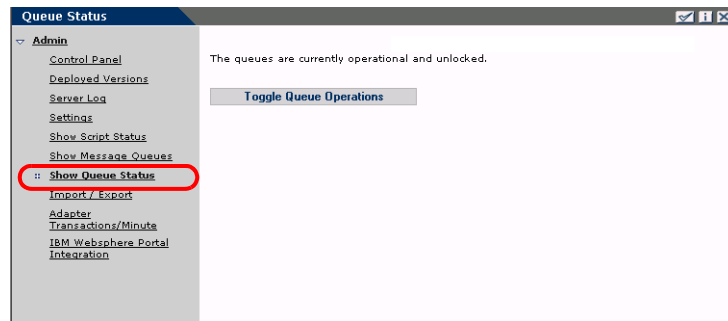 Queue Status
Admin
Control Panel
Deployed Versions
Server Log
Settings
Show Script Status
Show Message Queues
Show Queue Status
Import / Export
Adapter
Transactions/Minute
IBM Websphere Portal
Integration
The queues are currently operational and unlocked.
Toggle Queue Operations